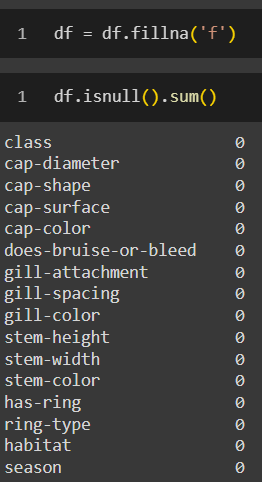 1 df = df.fillna('f')
1 df.isnull().sum()
class 0
cap-diameter 0
cap-shape 0
cap-surface 0
cap-color 0
does-bruise-or-bleed 0
gill-attachment 0
gill-spacing 0
gill-color 0
stem-height 0
stem-width 0
stem-color 0
has-ring 0
ring-type 0
habitat 0
season 0